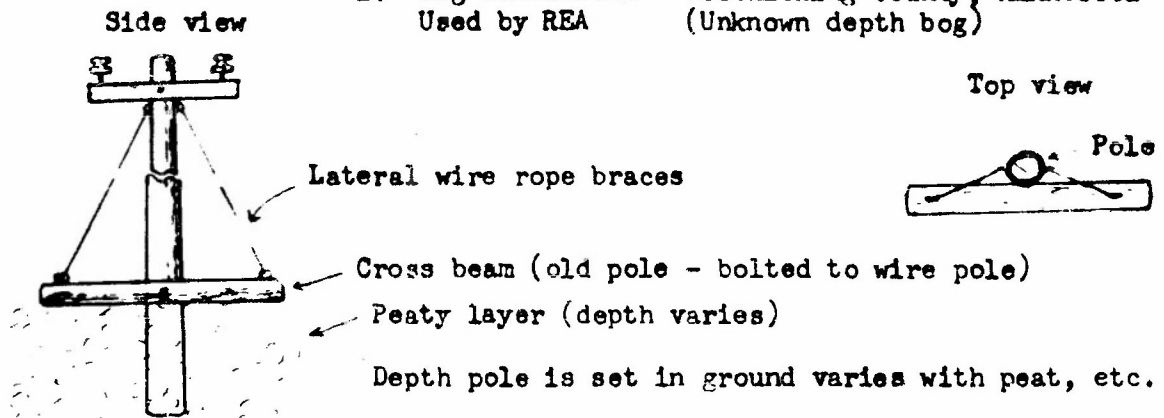 Side view
Used by REA (Unknown depth bog)
Top view
Pole
Lateral wire rope braces
Cross beam (old pole - bolted to wire pole)
Peaty layer (depth varies)
Depth pole is set in ground varies with peat, etc.